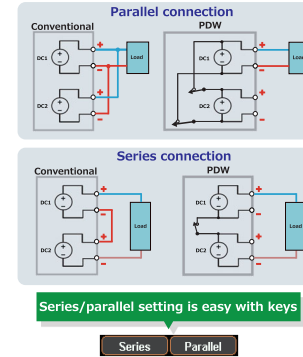 Parallel connection
Conventional PDW
+ +
DC1 Load DC1 Load
- -
+ +
DC2 DC2
- -
Series connection
Conventional PDW
+ +
DC1 DC1
- Load - Load
+ +
DC2 DC2
- -
Series/parallel setting is easy with keys
Series Parallel